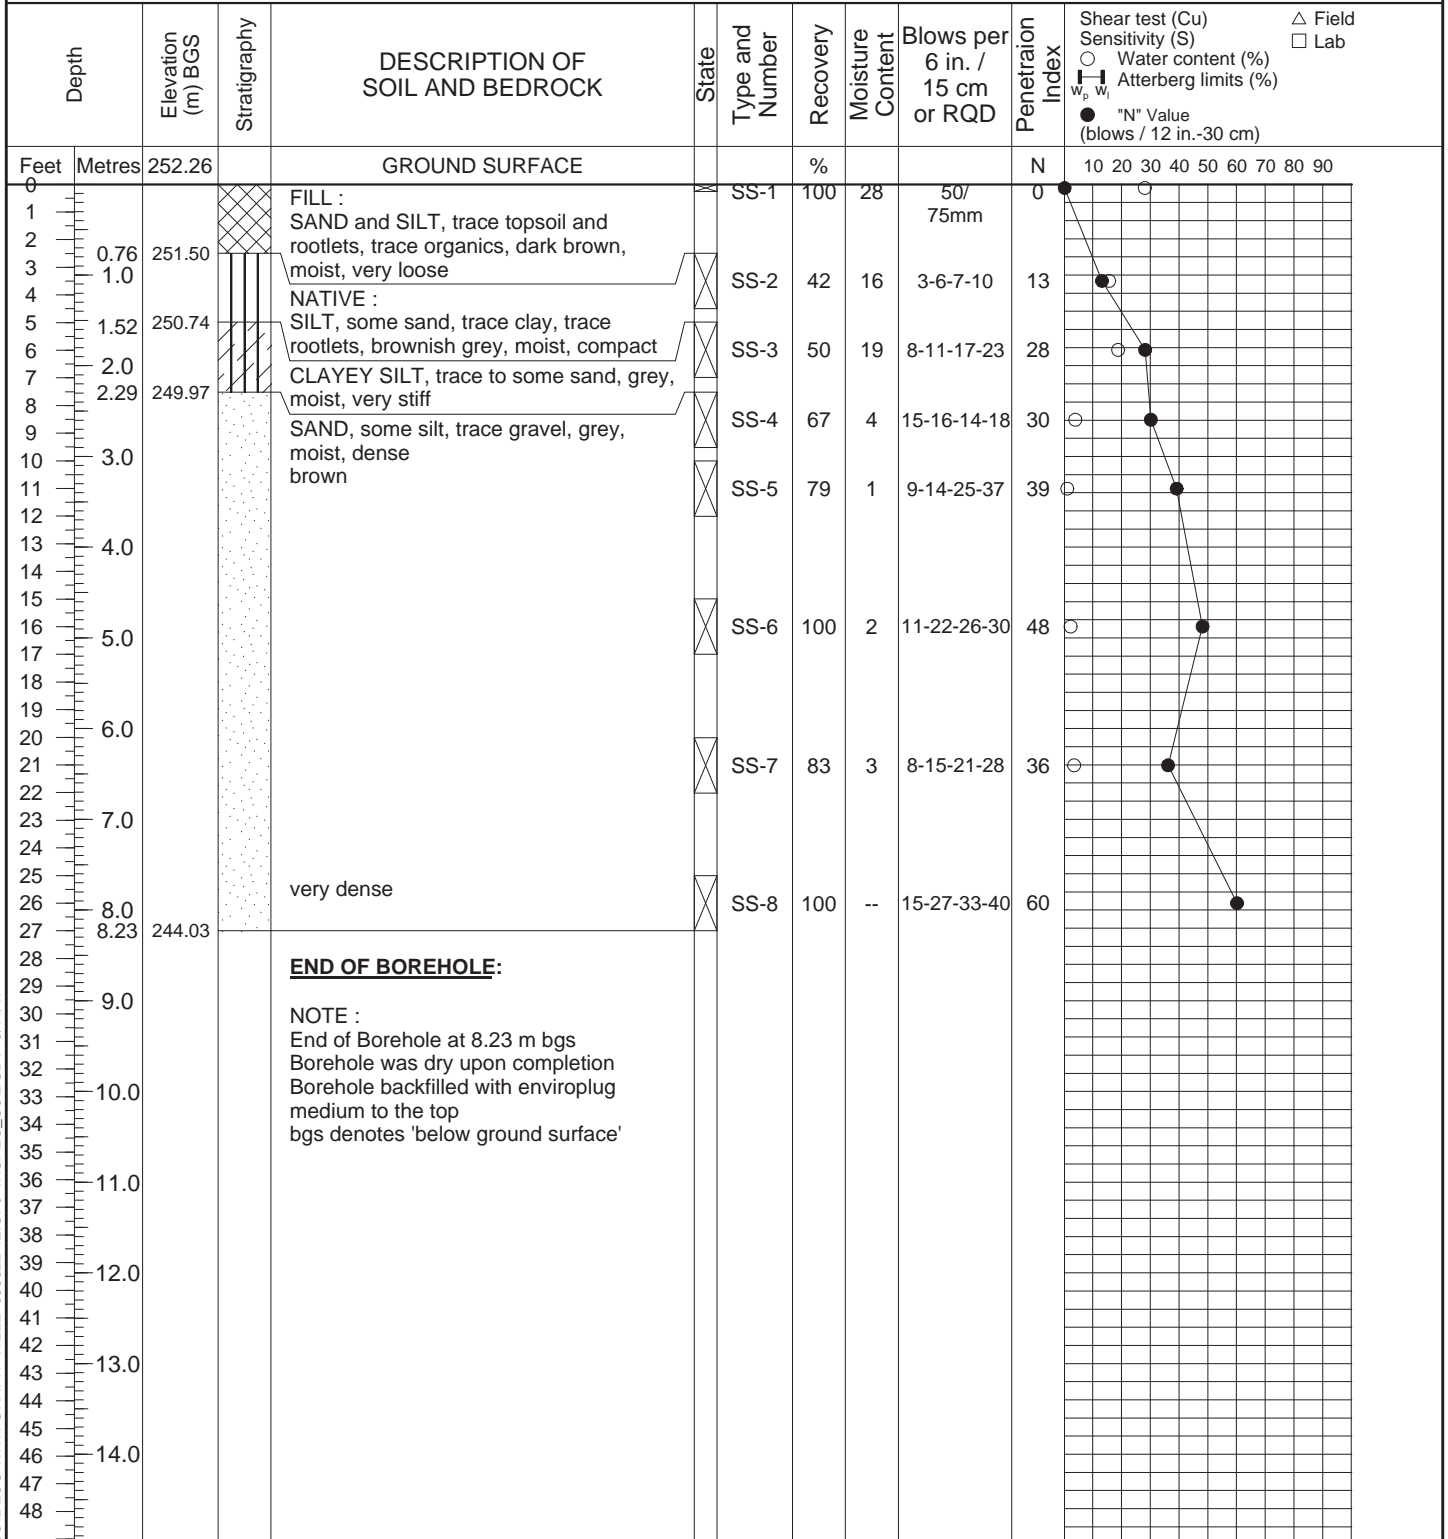 Depth
Elevation (m) BGS
Stratigraphy
DESCRIPTION OF
SOIL AND BEDROCK
State
Type and Number
Recovery
Moisture Content
Blows per
6 in. /
15 cm
or RQD
Penetraion Index
Shear test (Cu) △ Field
Sensitivity (S) □ Lab
○ Water content (%)
Wp Wl Atterberg limits (%)
● "N" Value
(blows / 12 in.-30 cm)
Feet Metres 252.26 GROUND SURFACE % N 10 20 30 40 50 60 70 80 90
0 FILL : SS-1 100 28 50/ 0
75mm
1 SAND and SILT, trace topsoil and
2 rootlets, trace organics, dark brown,
0.76 251.50
3 moist, very loose
1.0 SS-2 42 16 3-6-7-10 13
4 NATIVE :
5 1.52 250.74 SILT, some sand, trace clay, trace
6 rootlets, brownish grey, moist, compact SS-3 50 19 8-11-17-23 28
2.0
7 CLAYEY SILT, trace to some sand, grey,
2.29 249.97 moist, very stiff
8 SS-4 67 4 15-16-14-18 30
9 SAND, some silt, trace gravel, grey,
moist, dense
10 3.0
brown
11 SS-5 79 1 9-14-25-37 39
12
13 4.0
14
15
16 5.0 SS-6 100 2 11-22-26-30 48
17
18
19
6.0
20
21 SS-7 83 3 8-15-21-28 36
22
23 7.0
24
25
very dense
26 8.0 SS-8 100 -- 15-27-33-40 60
27 8.23 244.03
28 END OF BOREHOLE:
29
9.0
30 NOTE :
31 End of Borehole at 8.23 m bgs
32 Borehole was dry upon completion
33 10.0 Borehole backfilled with enviroplug
34 medium to the top
bgs denotes 'below ground surface'
35
36 11.0
37
38
39
12.0
40
41
42
13.0
43
44
45
46 14.0
47
48